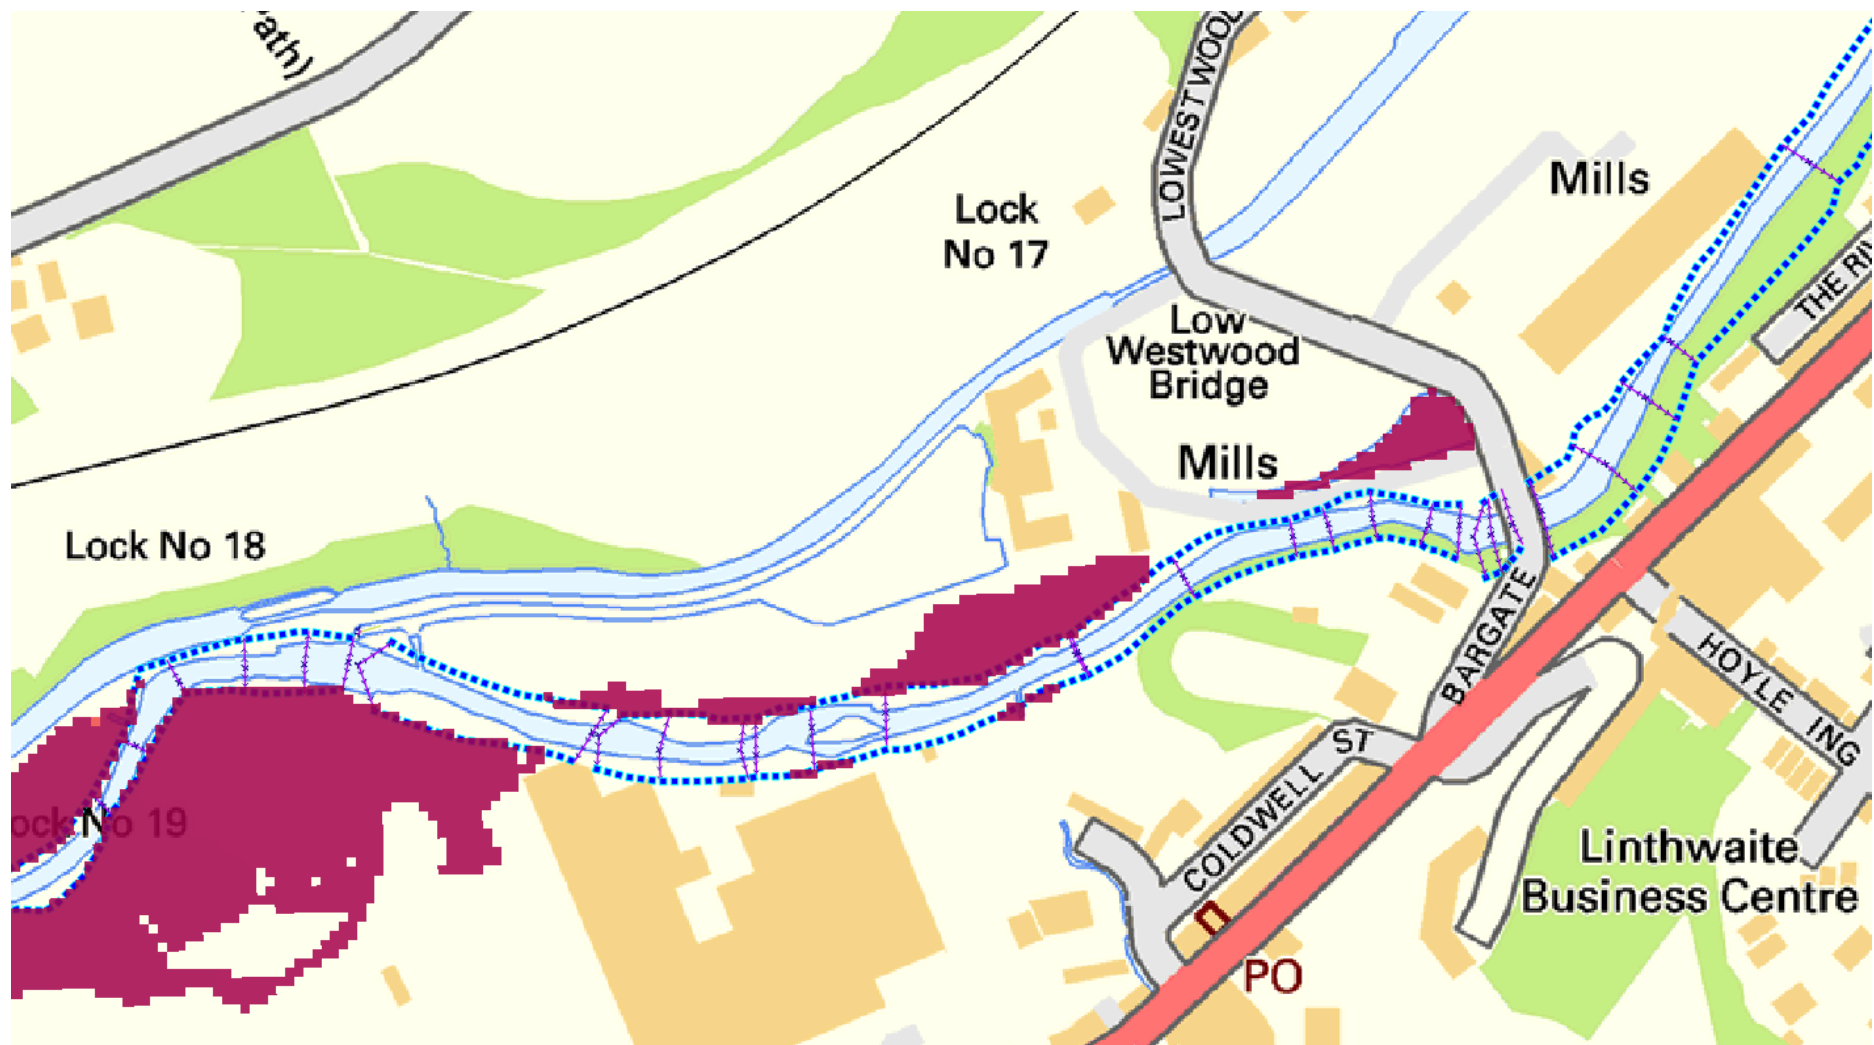 ath)
LOWESTWOOD
Mills
Lock
No 17
THE RI
Low
Westwood
Bridge
Mills
Lock No 18
BARGATE
HOYLE ING
ST
COLDWELL
ock No 19
Linthwaite
Business Centre
PO